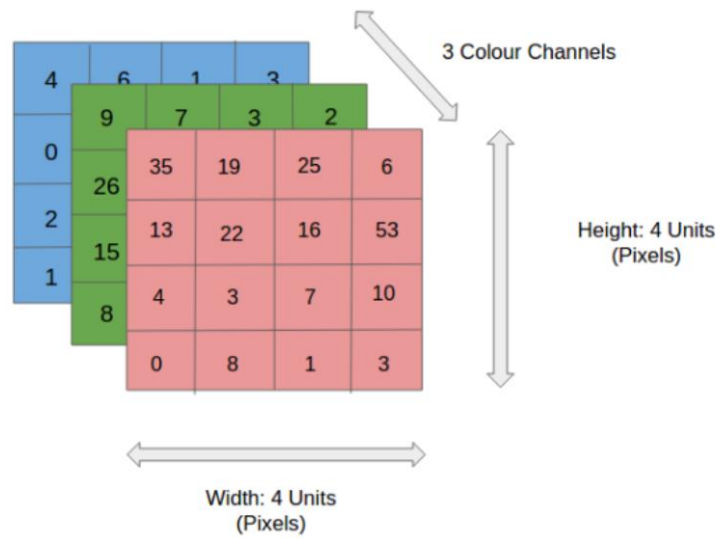 3 Colour Channels
4 6 1 3
9 7 3 2
0
35 19 25 6
26
13 22 16 53
2
15
4 3 7 10
1
8
0 8 1 3
Height: 4 Units
(Pixels)
Width: 4 Units
(Pixels)